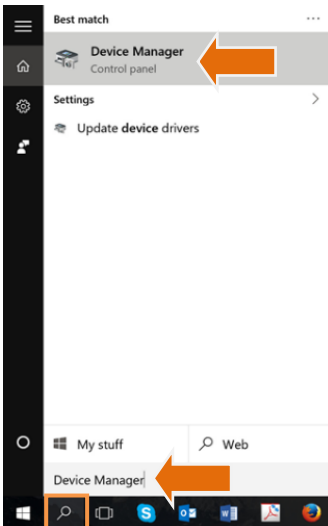 Best match
Device Manager
Control panel
Settings
Update device drivers
My stuff
Web
Device Manager